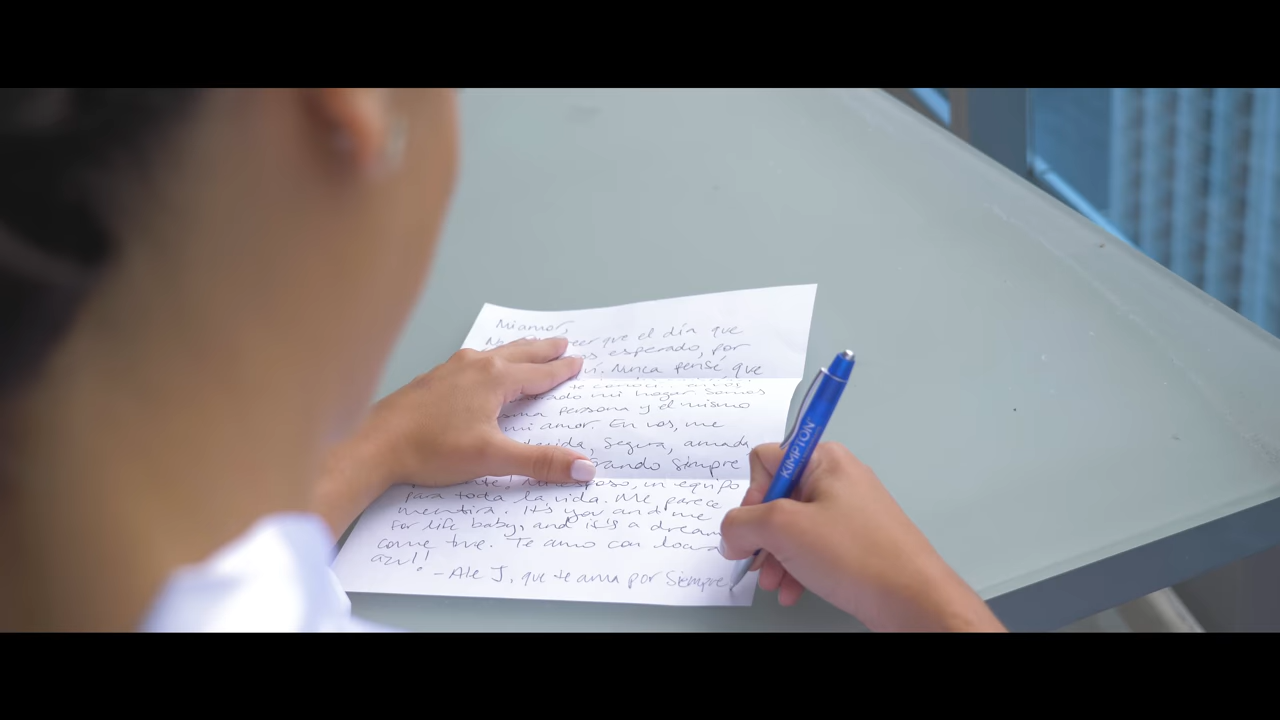 Mi amor,
que el día que
esperado, por
Nunca pensé que
te conocí
mi hogar. Somos
persona y el mismo
mi amor. En vos, me
segura, amada
siempre
un equipo
para toda la vida. Me parece
mentira. It's you and me
For life baby, and it's a dream
come true. Te amo con locura
azul!
- Ale J, que te ama por siempre.
KIMPTON